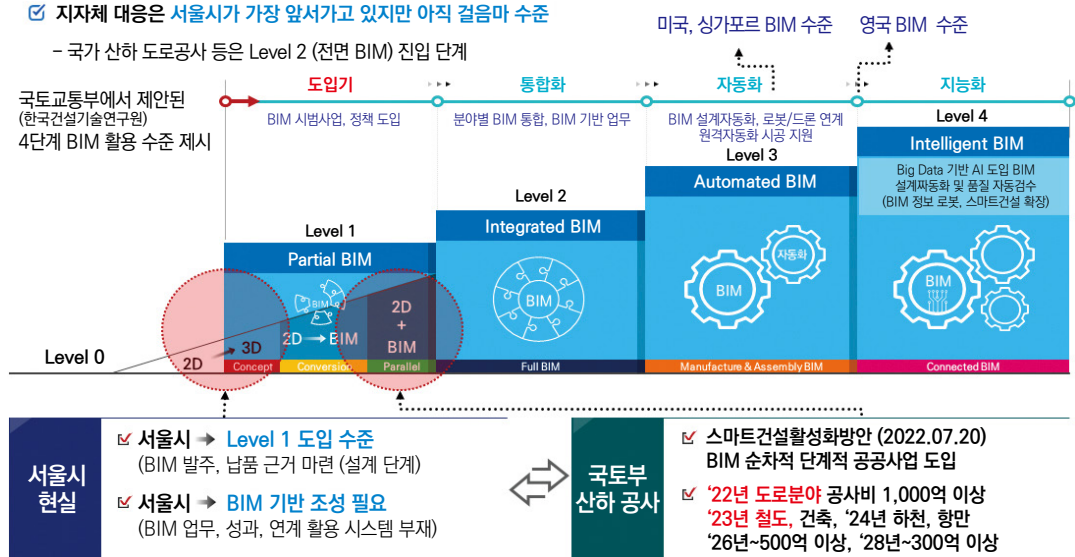 지자체 대응은 서울시가 가장 앞서가고 있지만 아직 걸음마 수준
– 국가 산하 도로공사 등은 Level 2 (전면 BIM) 진입 단계
미국, 싱가포르 BIM 수준
영국 BIM 수준
국토교통부에서 제안된
(한국건설기술연구원)
4단계 BIM 활용 수준 제시
도입기
통합화
자동화
지능화
BIM 시범사업, 정책 도입
분야별 BIM 통합, BIM 기반 업무
BIM 설계자동화, 로봇/드론 연계
원격자동화 시공 지원
Level 4
Intelligent BIM
Big Data 기반 AI 도입 BIM
설계짜동화 및 품질 자동검수
(BIM 정보 로봇, 스마트건설 확장)
Level 3
Automated BIM
Level 2
Integrated BIM
Level 1
Partial BIM
Level 0
2D
3D
BIM
2D
BIM
2D
+
BIM
BIM
BIM
자동화
BIM
Concept
Conversion
Parallel
Full BIM
Manufacture & Assembly BIM
Connected BIM
서울시
현실
서울시 ➡ Level 1 도입 수준
(BIM 발주, 납품 근거 마련 (설계 단계)
서울시 ➡ BIM 기반 조성 필요
(BIM 업무, 성과, 연계 활용 시스템 부재)
국토부
산하 공사
스마트건설활성화방안 (2022.07.20)
BIM 순차적 단계적 공공사업 도입
‘22년 도로분야 공사비 1,000억 이상
‘23년 철도, 건축, ‘24년 하천, 항만
‘26년~500억 이상, ‘28년~300억 이상